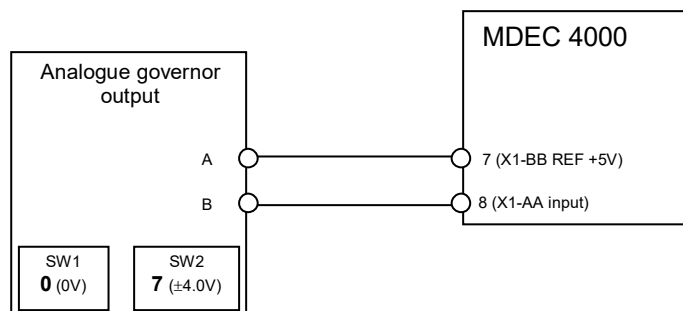 MDEC 4000
Analogue governor
output
A
7 (X1-BB REF +5V)
B
8 (X1-AA input)
SW1
0 (0V)
SW2
7 (±4.0V)